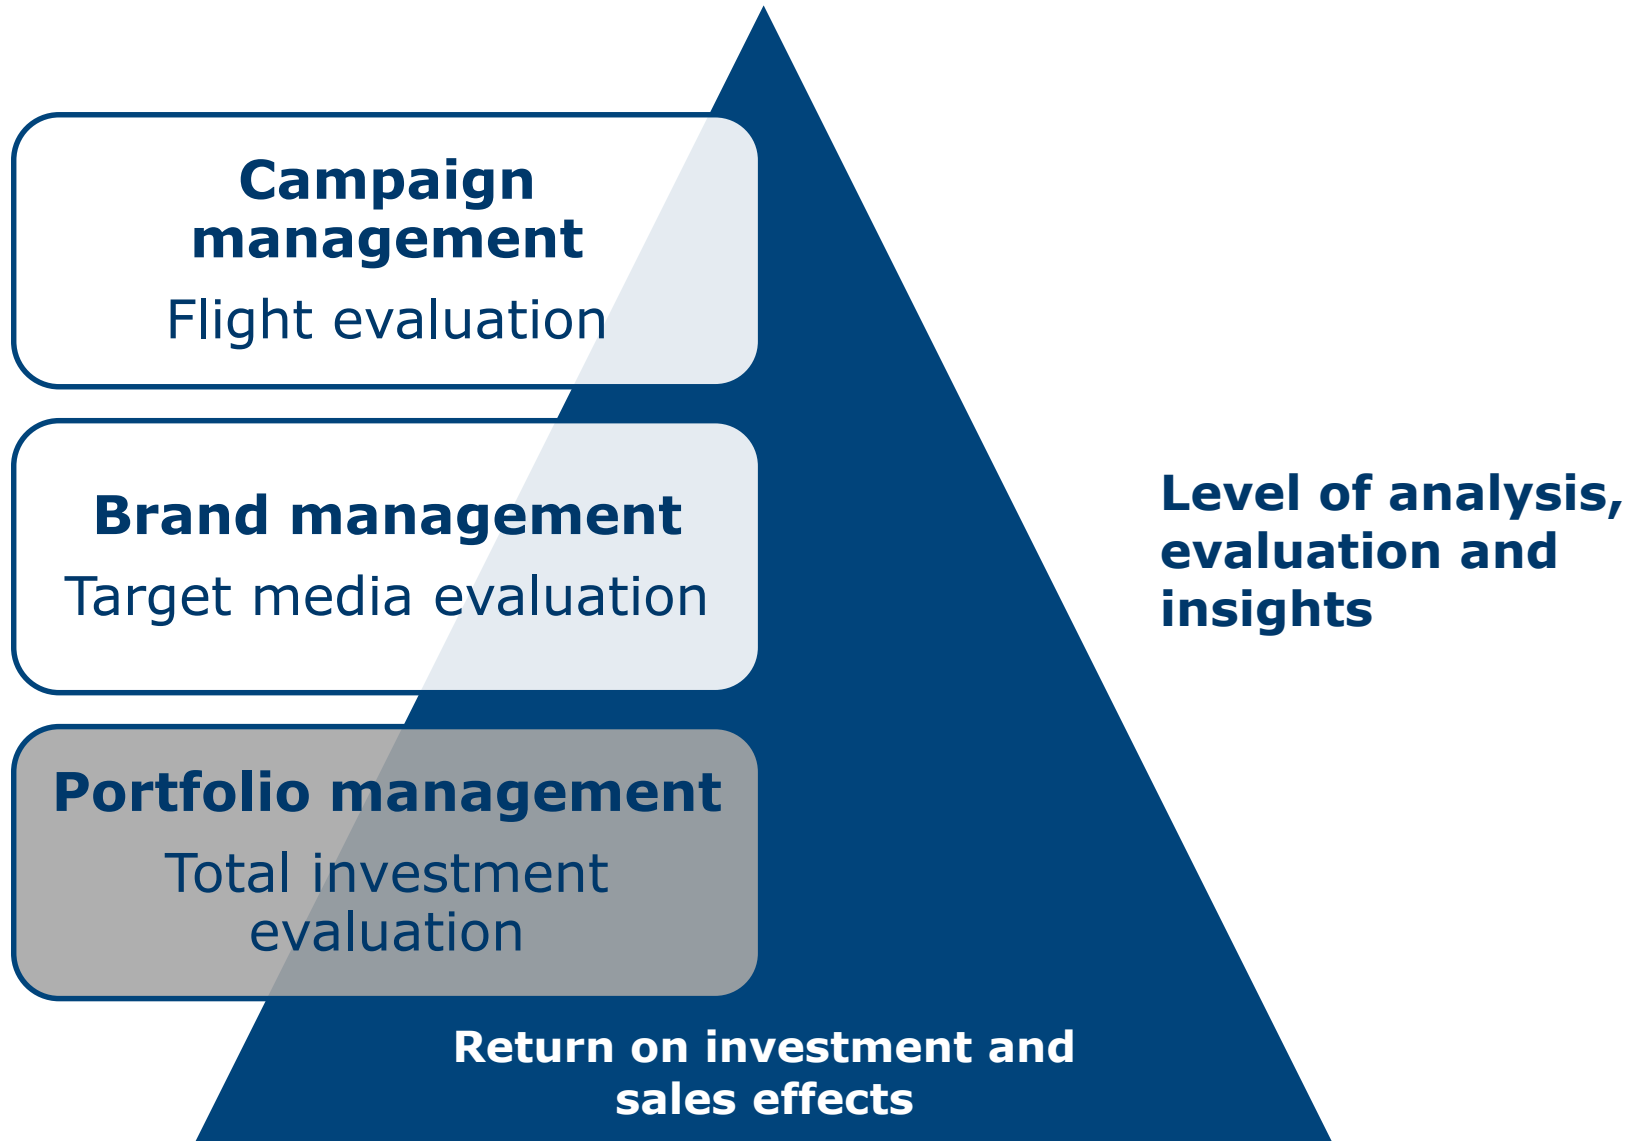 Campaign
management
Flight evaluation
Brand management
Target media evaluation
Portfolio management
Total investment
evaluation
Level of analysis,
evaluation and
insights
Return on investment and
sales effects